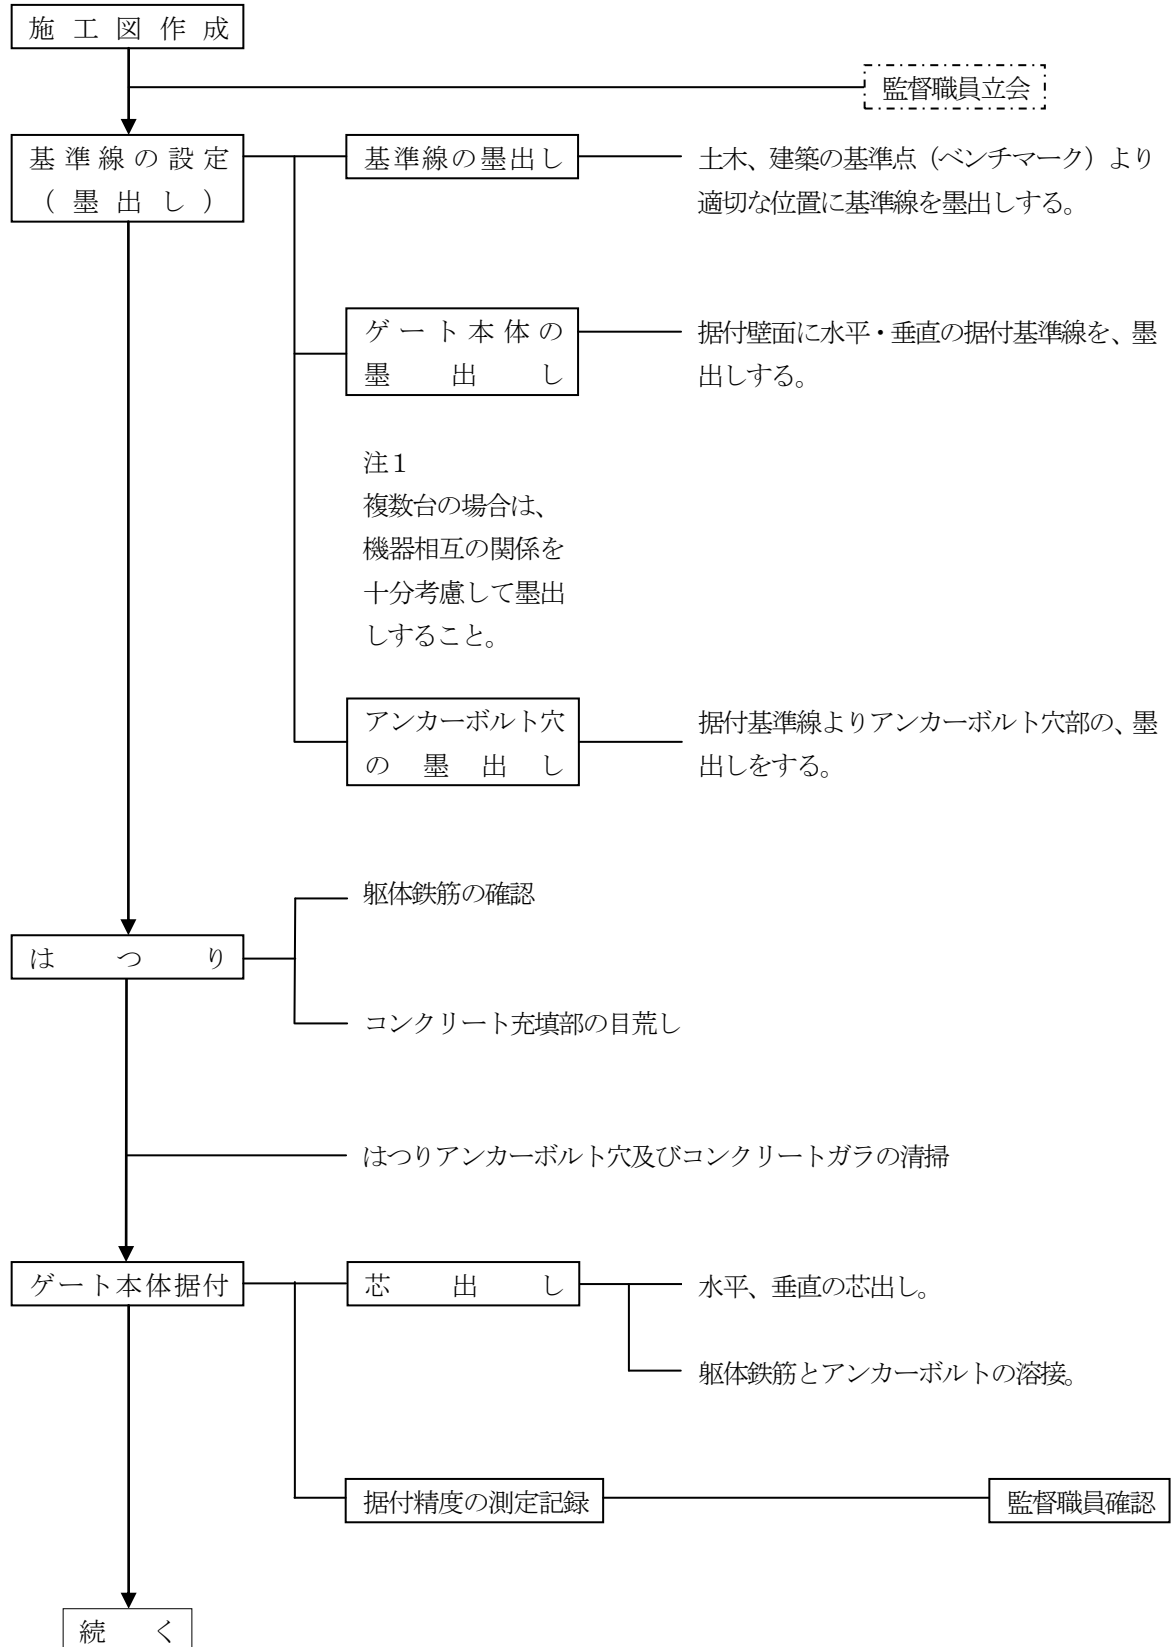 施工図作成
監督職員立会
基準線の設定
（墨出し）
基準線の墨出し
土木、建築の基準点（ベンチマーク）より
適切な位置に基準線を墨出しする。
ゲート本体の
墨出し
据付壁面に水平・垂直の据付基準線を、墨
出しする。
注１
複数台の場合は、
機器相互の関係を
十分考慮して墨出
しすること。
アンカーボルト穴
の墨出し
据付基準線よりアンカーボルト穴部の、墨
出しをする。
躯体鉄筋の確認
はつり
コンクリート充填部の目荒し
はつりアンカーボルト穴及びコンクリートガラの清掃
ゲート本体据付
芯出し
水平、垂直の芯出し。
躯体鉄筋とアンカーボルトの溶接。
据付精度の測定記録
監督職員確認
続く